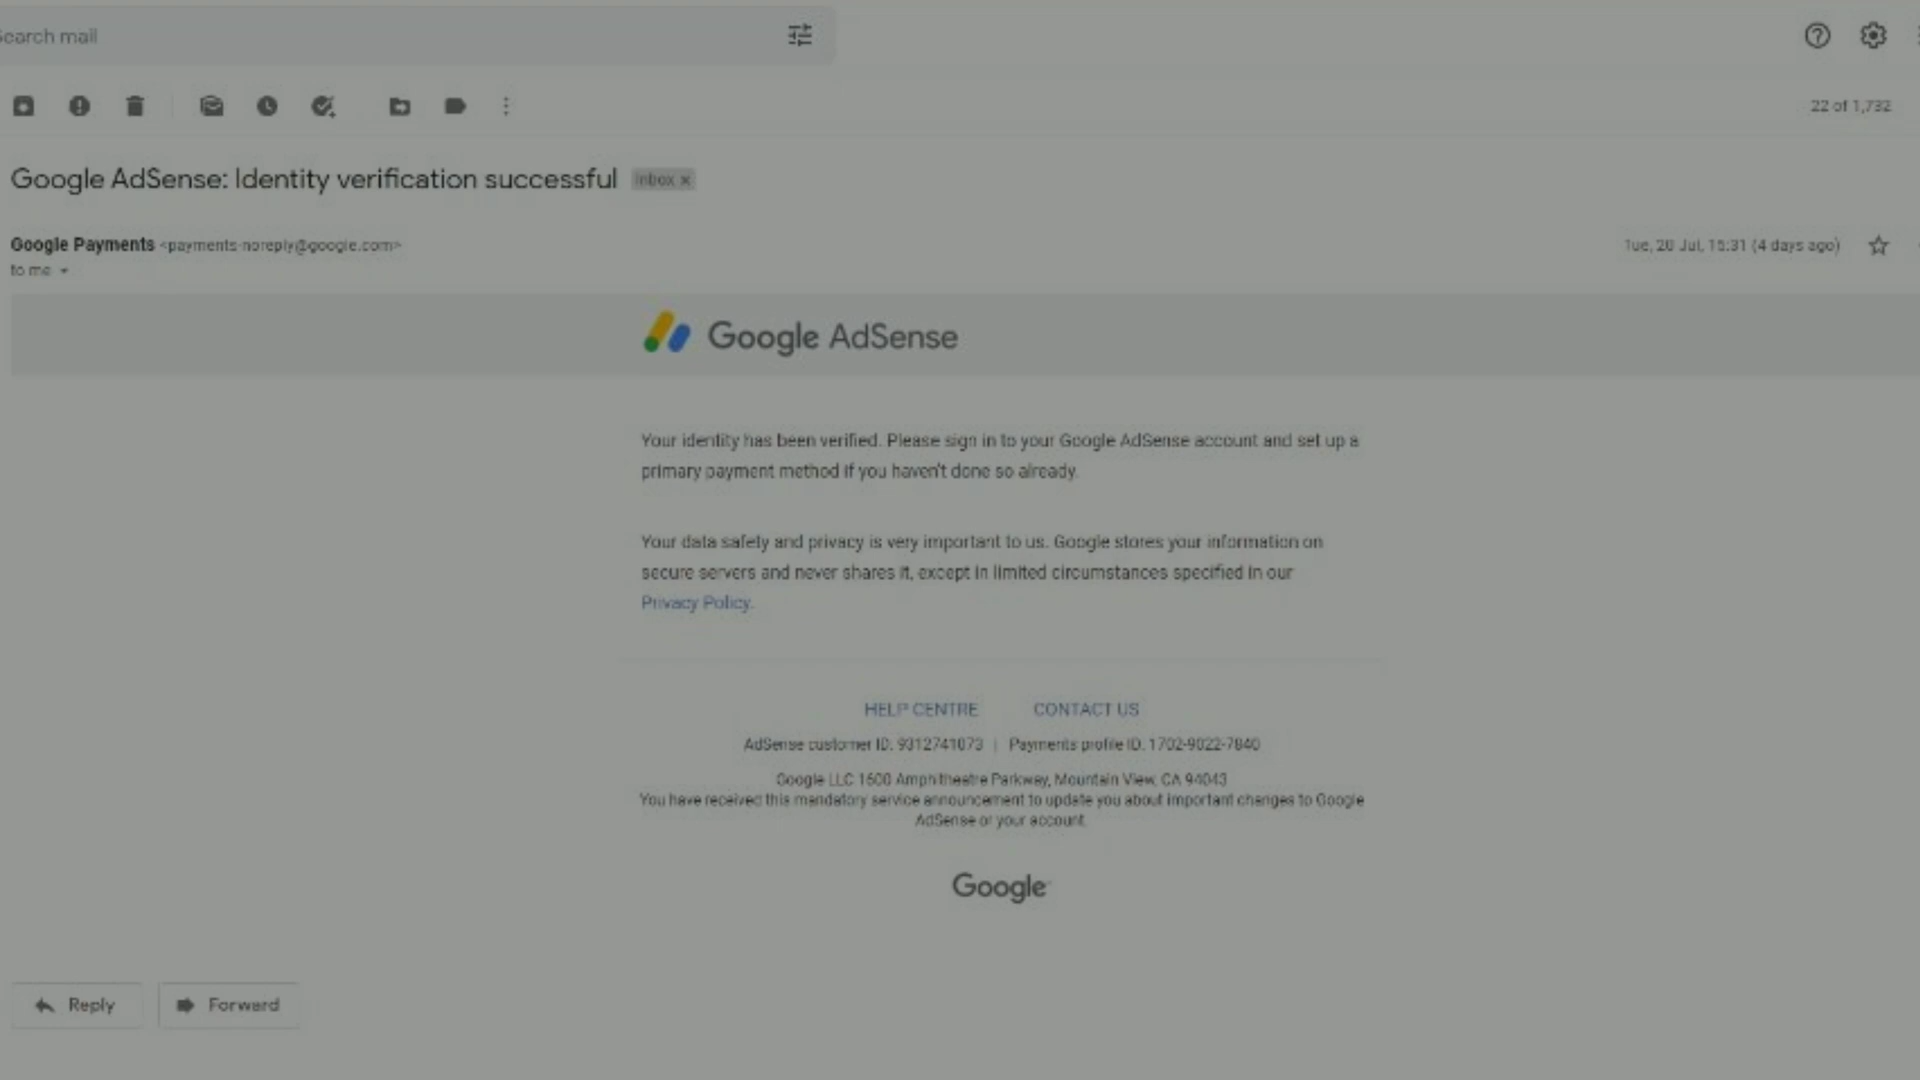 Search mail
22 of 1,732
Google AdSense: Identity verification successful Inbox x
Google Payments <payments-noreply@google.com>
Tue, 20 Jul, 15:31 (4 days ago)
to me
Google AdSense
Your identity has been verified. Please sign in to your Google AdSense account and set up a
primary payment method if you haven't done so already.
Your data safety and privacy is very important to us. Google stores your information on
secure servers and never shares it, except in limited circumstances specified in our
Privacy Policy.
HELP CENTRE CONTACT US
AdSense customer ID: 9312741073 | Payments profile ID: 1702-9022-7840
Google LLC 1600 Amphitheatre Parkway, Mountain View, CA 94043
You have received this mandatory service announcement to update you about important changes to Google
AdSense or your account.
Google
Reply
Forward